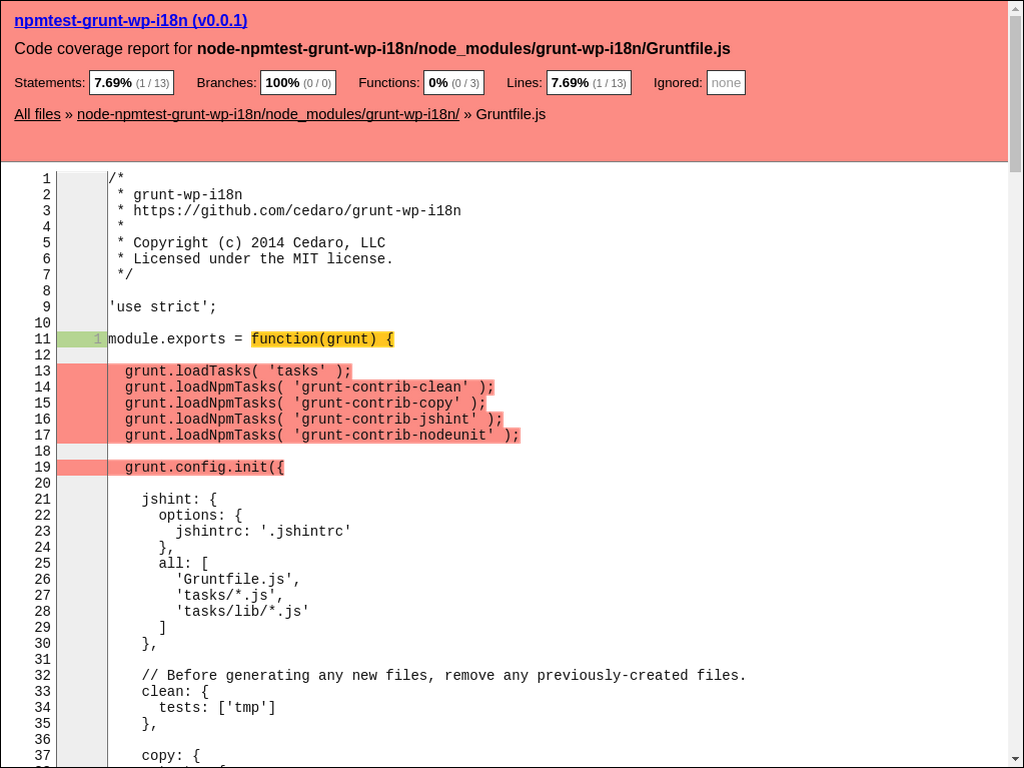 npmtest-grunt-wp-i18n (v0.0.1)
Code coverage report for node-npmtest-grunt-wp-i18n/node_modules/grunt-wp-i18n/Gruntfile.js
Statements: 7.69% (1 / 13) Branches: 100% (0 / 0) Functions: 0% (0 / 3) Lines: 7.69% (1 / 13) Ignored: none
All files » node-npmtest-grunt-wp-i18n/node_modules/grunt-wp-i18n/ » Gruntfile.js
1 /*
2  * grunt-wp-i18n
3  * https://github.com/cedaro/grunt-wp-i18n
4  *
5  * Copyright (c) 2014 Cedaro, LLC
6  * Licensed under the MIT license.
7  */
8
9 'use strict';
10
11 1 module.exports = function(grunt) {
12
13   grunt.loadTasks( 'tasks' );
14   grunt.loadNpmTasks( 'grunt-contrib-clean' );
15   grunt.loadNpmTasks( 'grunt-contrib-copy' );
16   grunt.loadNpmTasks( 'grunt-contrib-jshint' );
17   grunt.loadNpmTasks( 'grunt-contrib-nodeunit' );
18
19   grunt.config.init({
20
21     jshint: {
22       options: {
23         jshintrc: '.jshintrc'
24       },
25       all: [
26         'Gruntfile.js',
27         'tasks/*.js',
28         'tasks/lib/*.js'
29       ]
30     },
31
32     // Before generating any new files, remove any previously-created files.
33     clean: {
34       tests: ['tmp']
35     },
36
37     copy: {